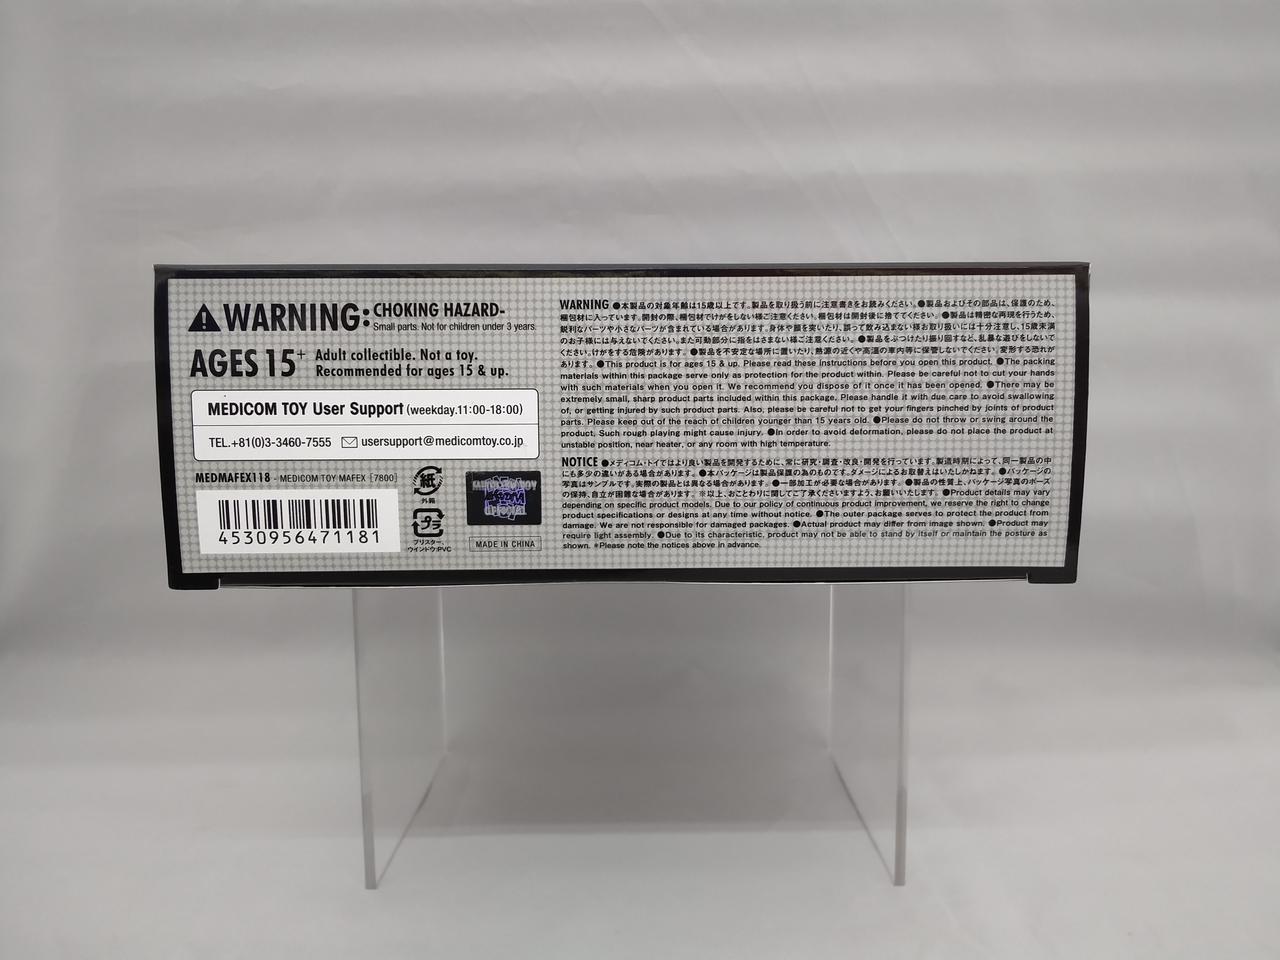 WARNING: CHOKING HAZARD-
Small parts. Not for children under 3 years.
AGES 15+ Adult collectible. Not a toy.
Recommended for ages 15 & up.
MEDICOM TOY User Support (weekday.11:00-18:00)
TEL.+81(0)3-3460-7555 usersupport@medicomtoy.co.jp
MEDMAFEX118 - MEDICOM TOY MAFEX [7800]
4530956471181
紙
外箱
プラ
ブリスター、
ウインドウ:PVC
MEDICOM TOY
OFFICIAL
MADE IN CHINA
WARNING ●本製品の対象年齢は15歳以上です。製品を取り扱う前に注意書きをお読みください。●製品およびその部品は、保護のため、
梱包材に入っています。開封の際、梱包材でけがをしない様ご注意ください。梱包材は開封後に捨ててください。●製品は精密な再現を行うため、
鋭利なパーツや小さなパーツが含まれている場合があります。身体や顔を突いたり、誤って飲み込まない様お取り扱いには十分注意し、15歳未満
のお子様には与えないでください。また可動部分に指をはさまない様ご注意ください。●製品をぶつけたり振り回すなど、乱暴な遊びをしないで
ください。けがをする危険があります。●製品を不安定な場所に置いたり、熱源の近くや高温の車内等に保管しないでください。変形する恐れが
あります。●This product is for ages 15 & up. Please read these instructions before you open this product. ●The packing
materials within this package serve only as protection for the product within. Please be careful not to cut your hands
with such materials when you open it. We recommend you dispose of it once it has been opened. ●There may be
extremely small, sharp product parts included within this package. Please handle it with due care to avoid swallowing
of, or getting injured by such product parts. Also, please be careful not to get your fingers pinched by joints of product
parts. Please keep out of the reach of children younger than 15 years old. ●Please do not throw or swing around the
product. Such rough playing might cause injury. ●In order to avoid deformation, please do not place the product at
unstable position, near heater, or any room with high temperature.
NOTICE ●メディコム・トイではより良い製品を開発するために、常に研究・調査・改良・開発を行っています。製造時期によって、同一製品の中
にも多少の違いがある場合があります。●本パッケージは製品保護の為のものです。ダメージによるお取替えはいたしかねます。●パッケージの
写真はサンプルです。実際の製品とは異なる場合があります。●一部加工が必要な場合があります。●製品の性質上、パッケージ写真のポーズ
の保持、自立が困難な場合があります。※以上、おことわりに関してご了承くださいますよう、お願いいたします。●Product details may vary
depending on specific product models. Due to our policy of continuous product improvement, we reserve the right to change
product specifications or designs at any time without notice. ●The outer package serves to protect the product from
damage. We are not responsible for damaged packages. ●Actual product may differ from image shown. ●Product may
require light assembly. ●Due to its characteristic, product may not be able to stand by itself or maintain the posture as
shown. *Please note the notices above in advance.